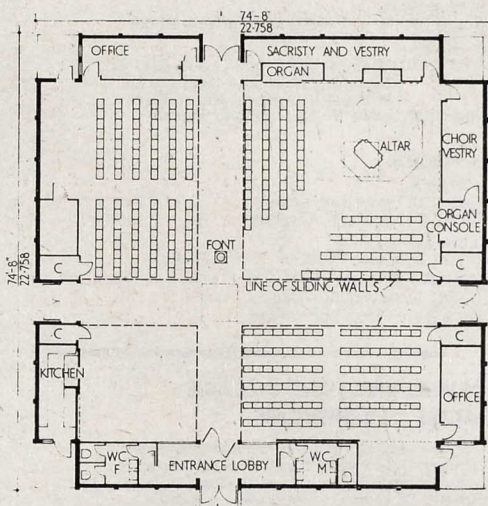 74-8"
22·758
OFFICE
SACRISTY AND VESTRY
ORGAN
ALTAR
CHOIR
VESTRY
ORGAN
CONSOLE
FONT
74-8"
22·758
C
C
LINE OF SLIDING WALLS
C
C
KITCHEN
OFFICE
WC
F
ENTRANCE LOBBY
WC
M